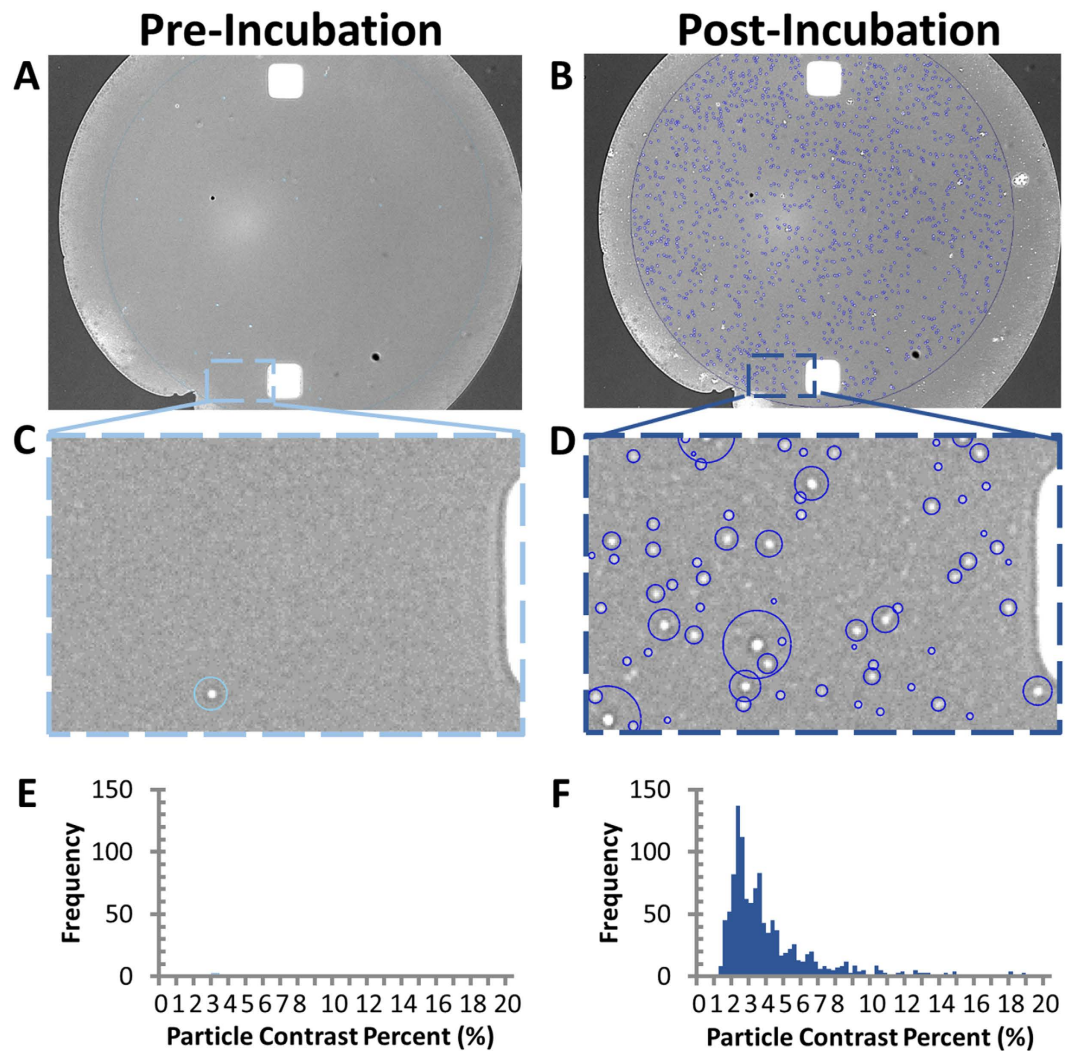 Pre-Incubation
Post-Incubation
A
B
C
D
E
F
150
100
50
0
Frequency
0 1 2 3 4 5 6 7 8 10 12 14 16 18 20
Particle Contrast Percent (%)
150
100
50
0
Frequency
0 1 2 3 4 5 6 7 8 10 12 14 16 18 20
Particle Contrast Percent (%)